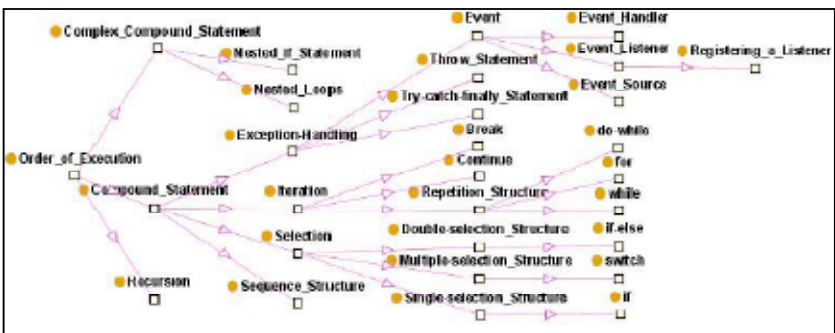 Event
Event_Handler
Complex_Compound_Statement
Event_Listener
Registering_a_Listener
Nested_if_Statement
Throw_Statement
Nested_Loops
Event_Source
Try-catch-finally_Statement
Exception-Handling
Break
do-while
Order_of_Execution
Continue
for
Compound_Statement
Iteration
Repetition_Structure
while
Selection
Double-selection_Structure
if-else
Multiple-selection_Structure
switch
Recursion
Sequence_Structure
Single-selection_Structure
if